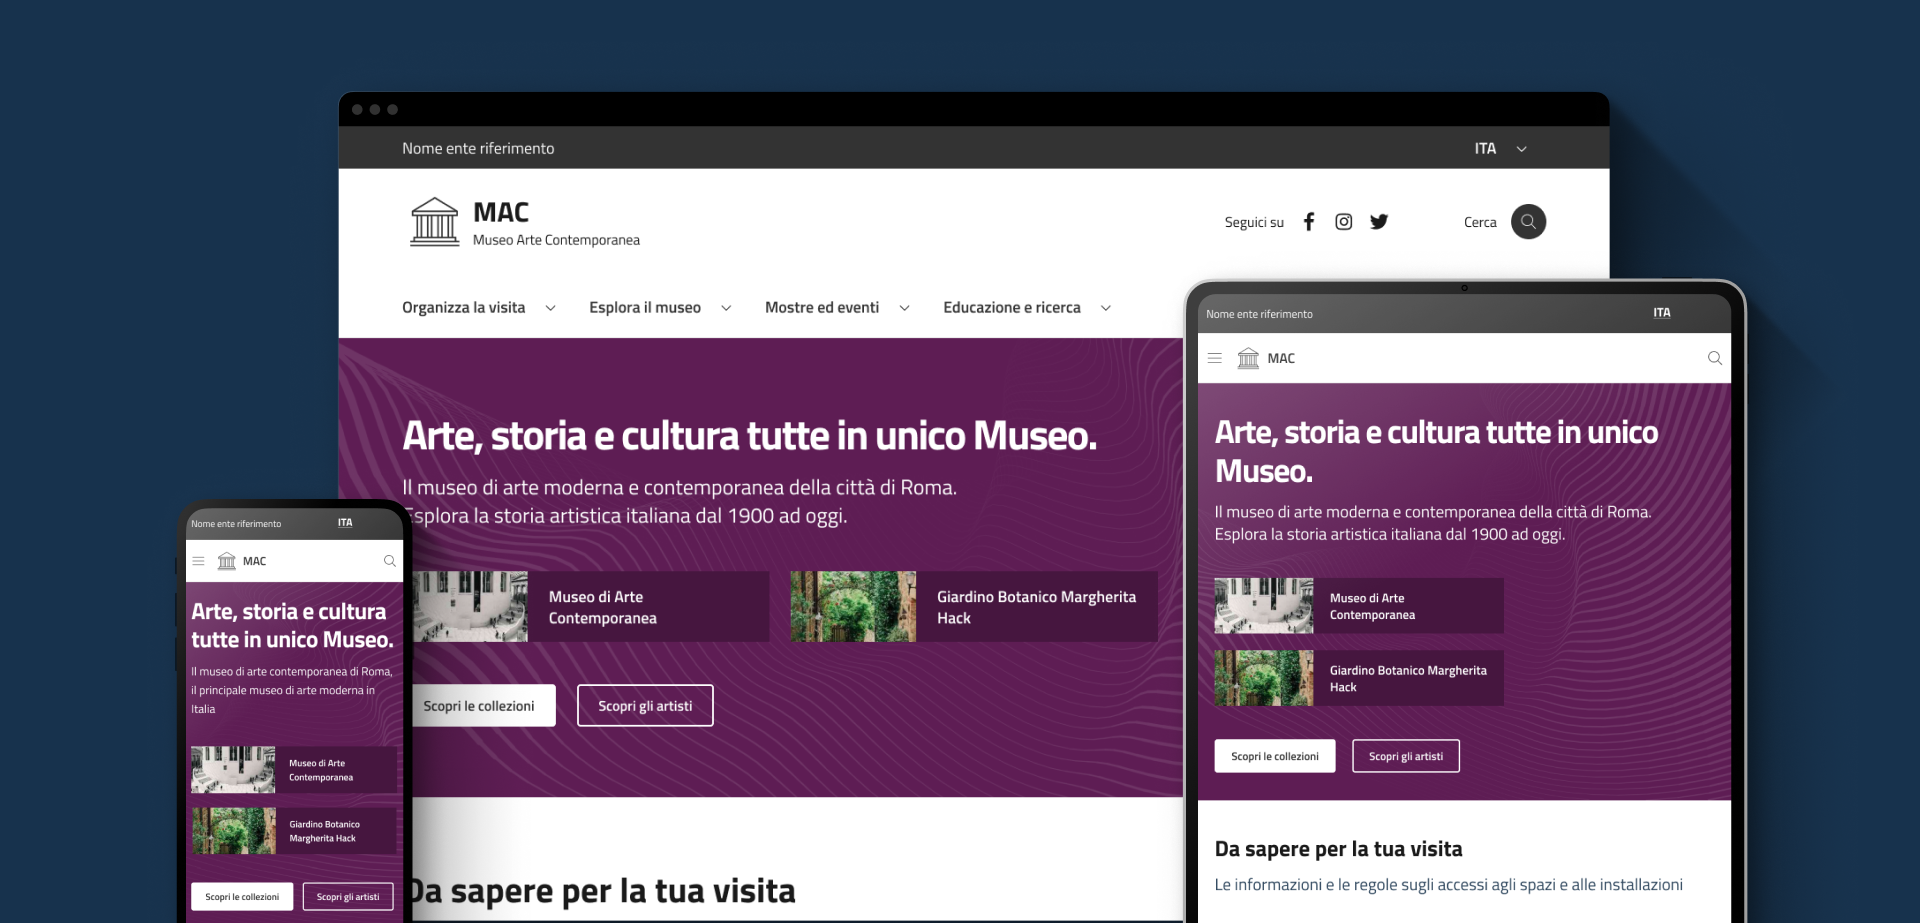 Nome ente riferimento
ITA
MAC
Museo Arte Contemporanea
Seguici su
Cerca
Organizza la visita
Esplora il museo
Mostre ed eventi
Educazione e ricerca
Arte, storia e cultura tutte in unico Museo.
Il museo di arte moderna e contemporanea della città di Roma.
Esplora la storia artistica italiana dal 1900 ad oggi.
Museo di Arte
Contemporanea
Giardino Botanico Margherita
Hack
Scopri le collezioni
Scopri gli artisti
Da sapere per la tua visita
Nome ente riferimento
ITA
MAC
Arte, storia e cultura
tutte in unico Museo.
Il museo di arte contemporanea di Roma,
il principale museo di arte moderna in
Italia
Museo di Arte
Contemporanea
Giardino Botanico
Margherita Hack
Scopri le collezioni
Scopri gli artisti
Nome ente riferimento
ITA
MAC
Arte, storia e cultura tutte in unico
Museo.
Il museo di arte moderna e contemporanea della città di Roma.
Esplora la storia artistica italiana dal 1900 ad oggi.
Museo di Arte
Contemporanea
Giardino Botanico Margherita
Hack
Scopri le collezioni
Scopri gli artisti
Da sapere per la tua visita
Le informazioni e le regole sugli accessi agli spazi e alle installazioni